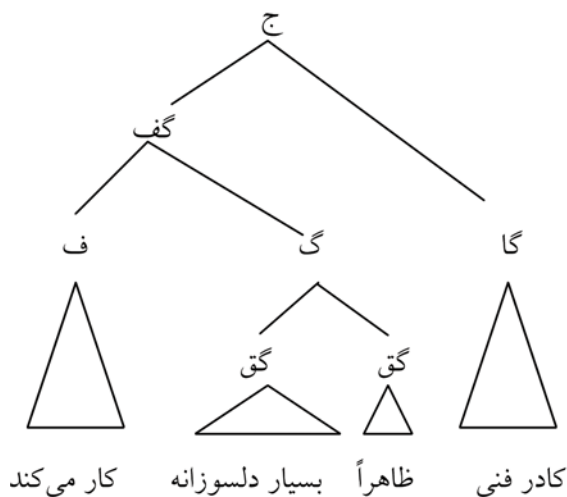 ج
گف
گا گ ف
گق گق
کادر فنی ظاهراً بسیار دلسوزانه کار می‌کند